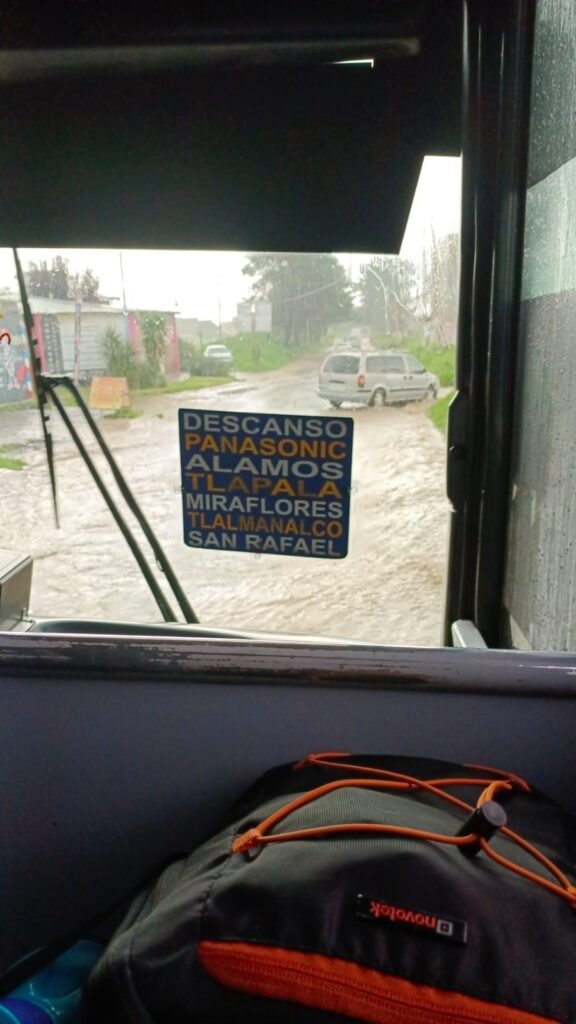 DESCANSO
PANASONIC
ALAMOS
TLAPALA
MIRAFLORES
TLALMANALCO
SAN RAFAEL
novotek